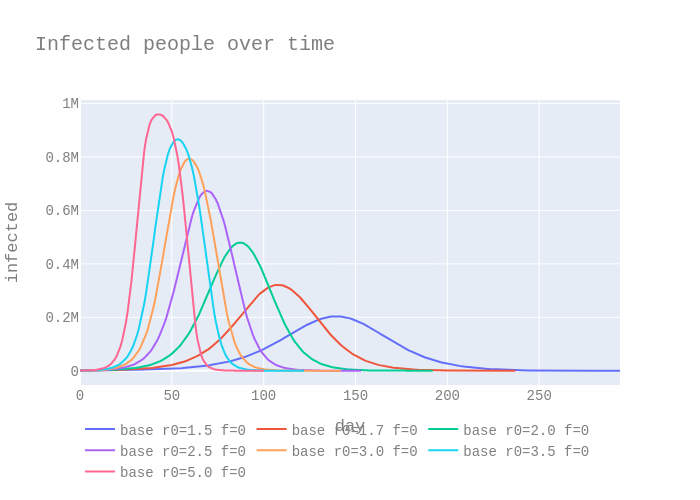 Infected people over time
infected
1M
0.8M
0.6M
0.4M
0.2M
0
0 50 100 150 200 250
day
base r0=1.5 f=0 base r0=1.7 f=0 base r0=2.0 f=0
base r0=2.5 f=0 base r0=3.0 f=0 base r0=3.5 f=0
base r0=5.0 f=0